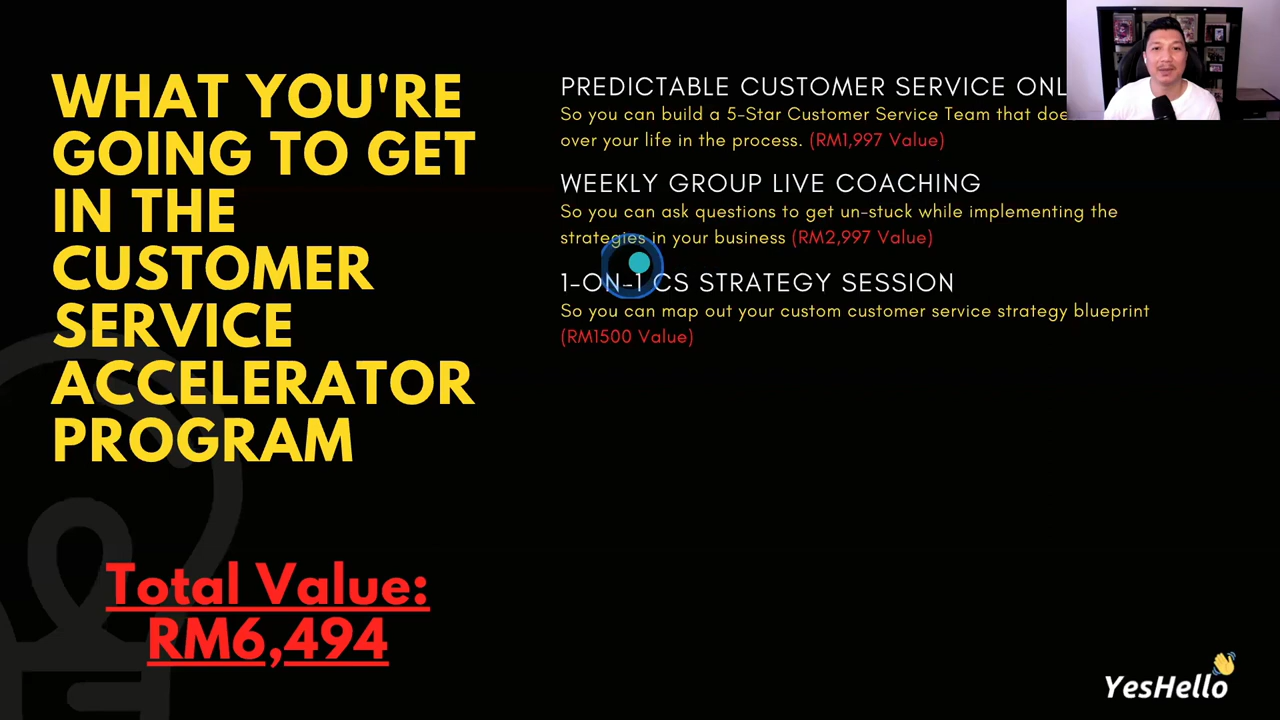 WHAT YOU'RE
GOING TO GET
IN THE
CUSTOMER
SERVICE
ACCELERATOR
PROGRAM
Total Value:
RM6,494
PREDICTABLE CUSTOMER SERVICE
So you can build a 5-Star Customer Service Team that
over your life in the process. (RM1,997 Value)
WEEKLY GROUP LIVE COACHING
So you can ask questions to get un-stuck while implementing the
strategies in your business (RM2,997 Value)
1-ON-1 CS STRATEGY SESSION
So you can map out your custom customer service strategy blueprint
(RM1500 Value)
YesHello